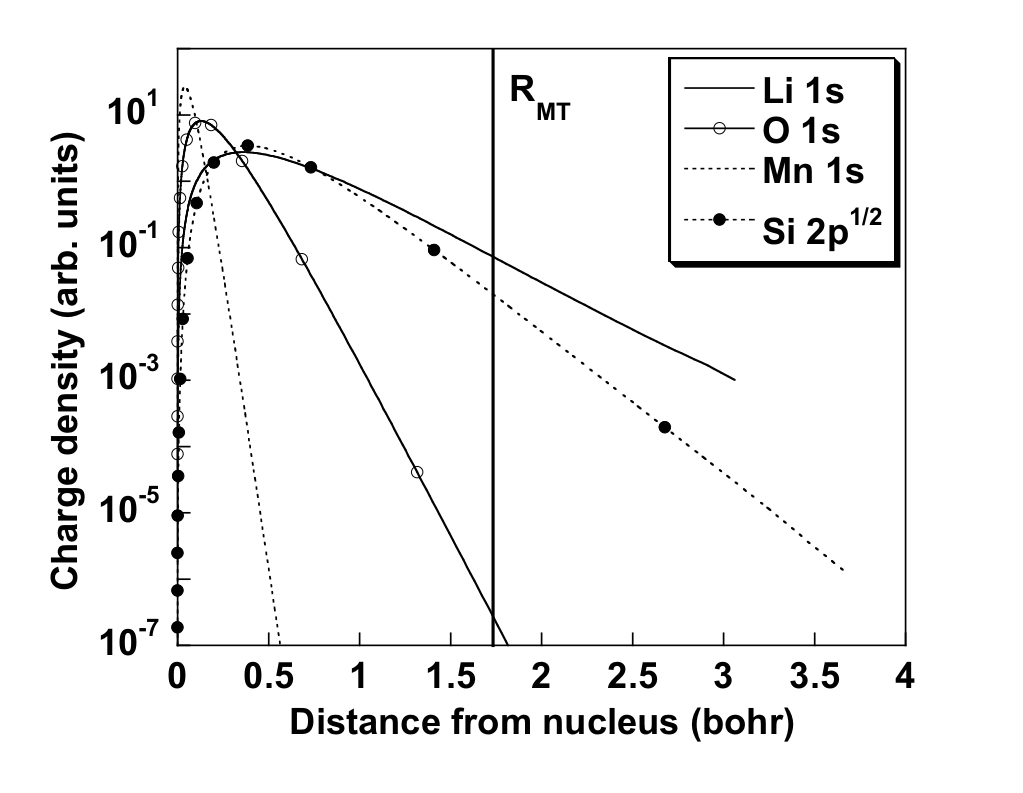 Charge density (arb. units)
10^1
10^-1
10^-3
10^-5
10^-7
R_MT
Li 1s
O 1s
Mn 1s
Si 2p^1/2
0 0.5 1 1.5 2 2.5 3 3.5 4
Distance from nucleus (bohr)